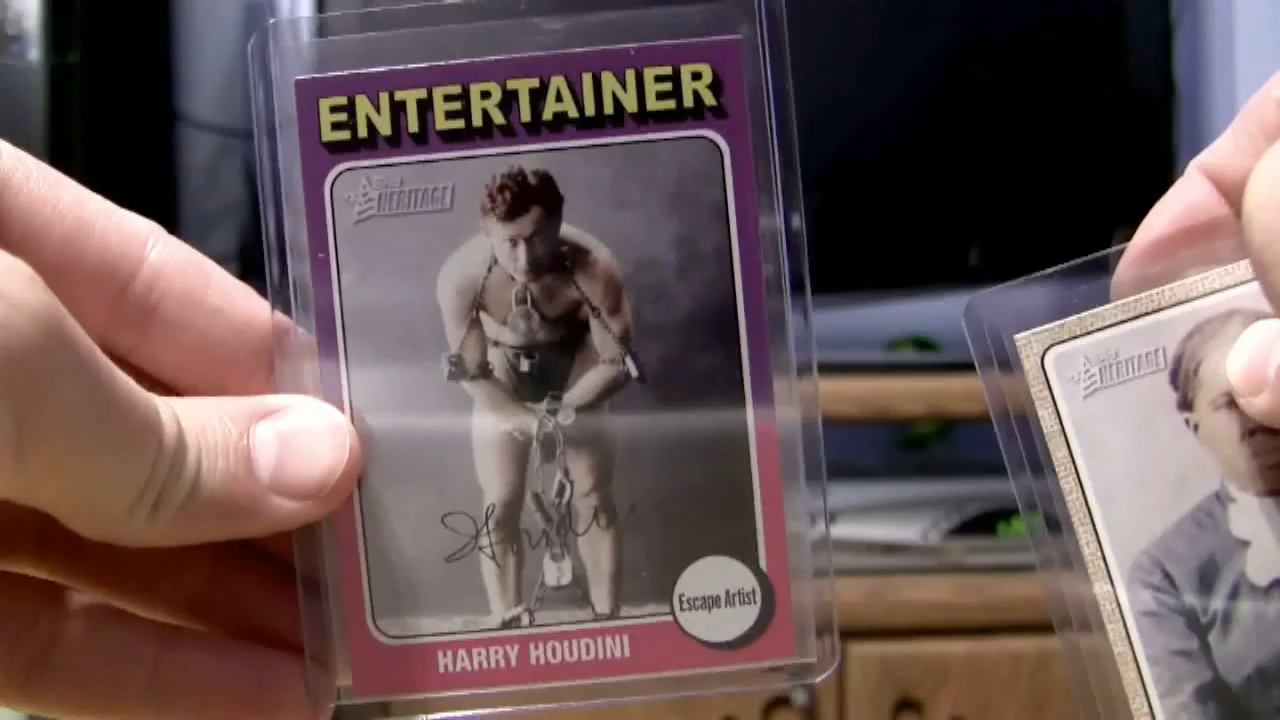 ENTERTAINER
HERITAGE
Escape Artist
HARRY HOUDINI
HERITAGE